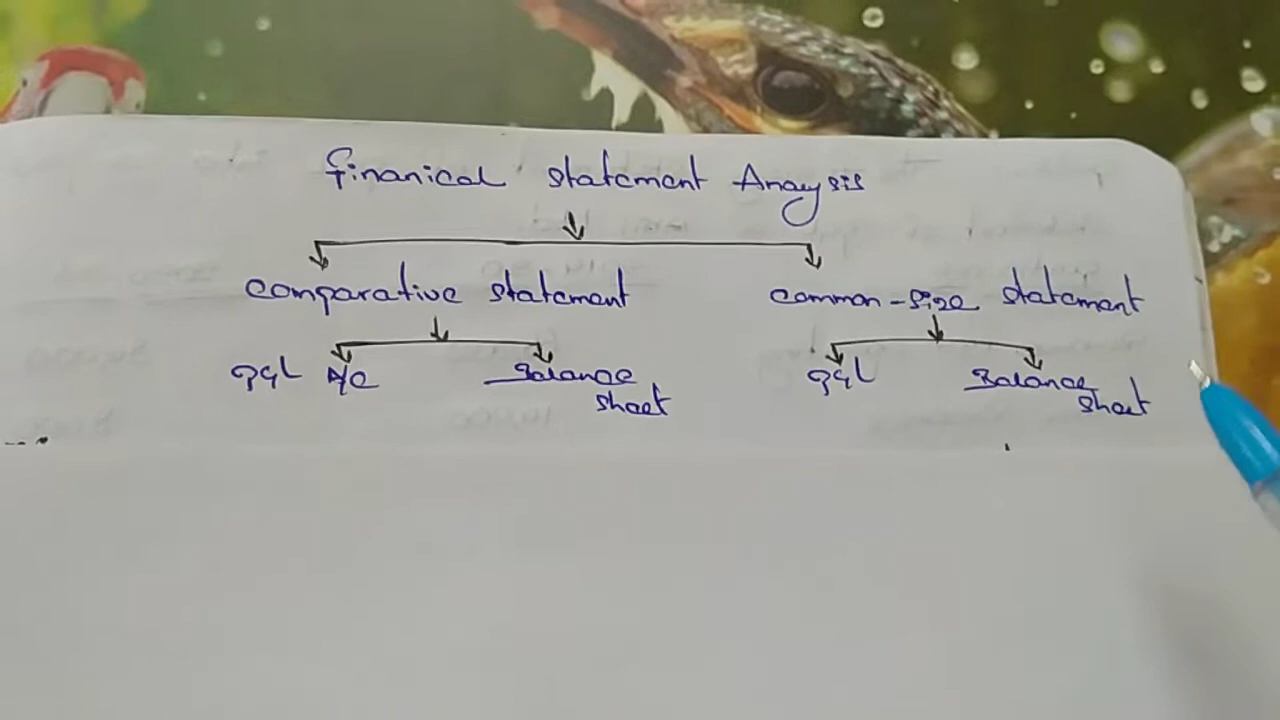 Finanical statement Anaysis
comparative statement common-size statement
P&L A/C Balance sheet P&L Balance sheet